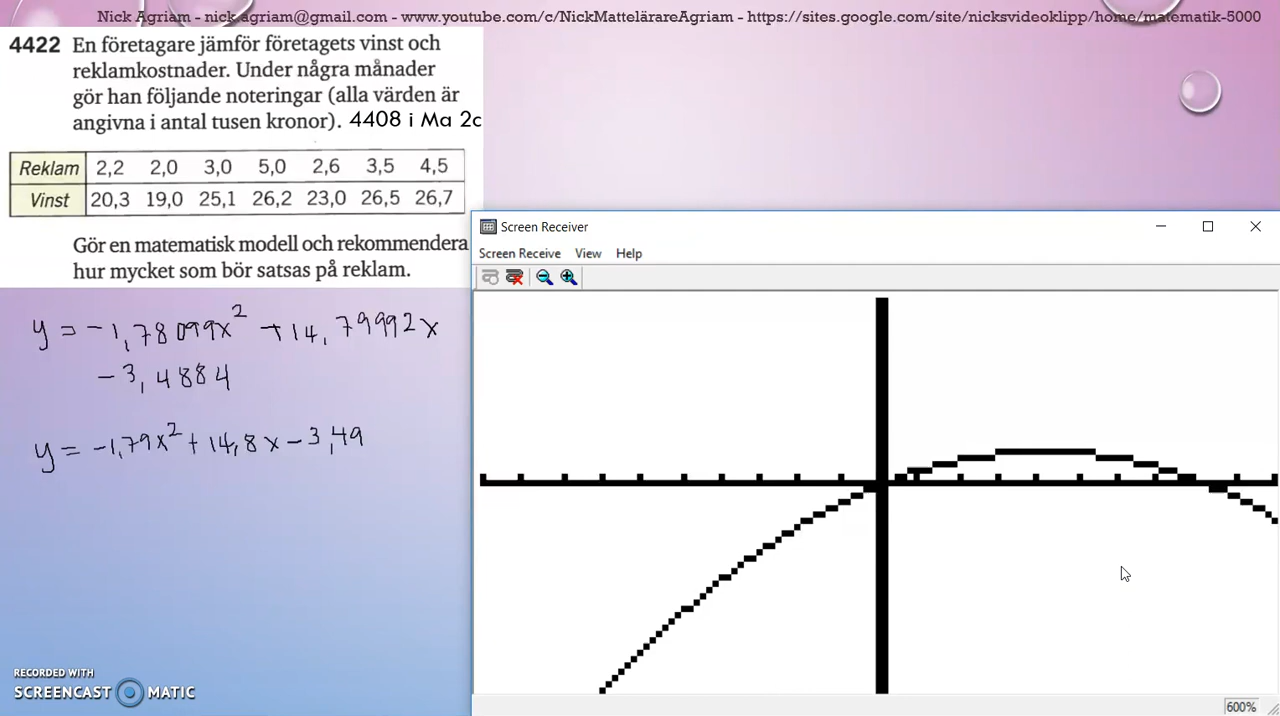 Nick Agriam - nick.agriam@gmail.com - www.youtube.com/c/NickMattelärareAgriam - https://sites.google.com/site/nicksvideoklipp/home/matematik-5000
4422 En företagare jämför företagets vinst och
reklamkostnader. Under några månader
gör han följande noteringar (alla värden är
angivna i antal tusen kronor). 4408 i Ma 2c
Reklam 2,2 2,0 3,0 5,0 2,6 3,5 4,5
Vinst 20,3 19,0 25,1 26,2 23,0 26,5 26,7
Gör en matematisk modell och rekommendera
hur mycket som bör satsas på reklam.
y = -1,78099x² + 14,79992x
- 3,4884
y = -1,79x² + 14,8x - 3,49
Screen Receiver
Screen Receive View Help
600%
RECORDED WITH
SCREENCAST MATIC